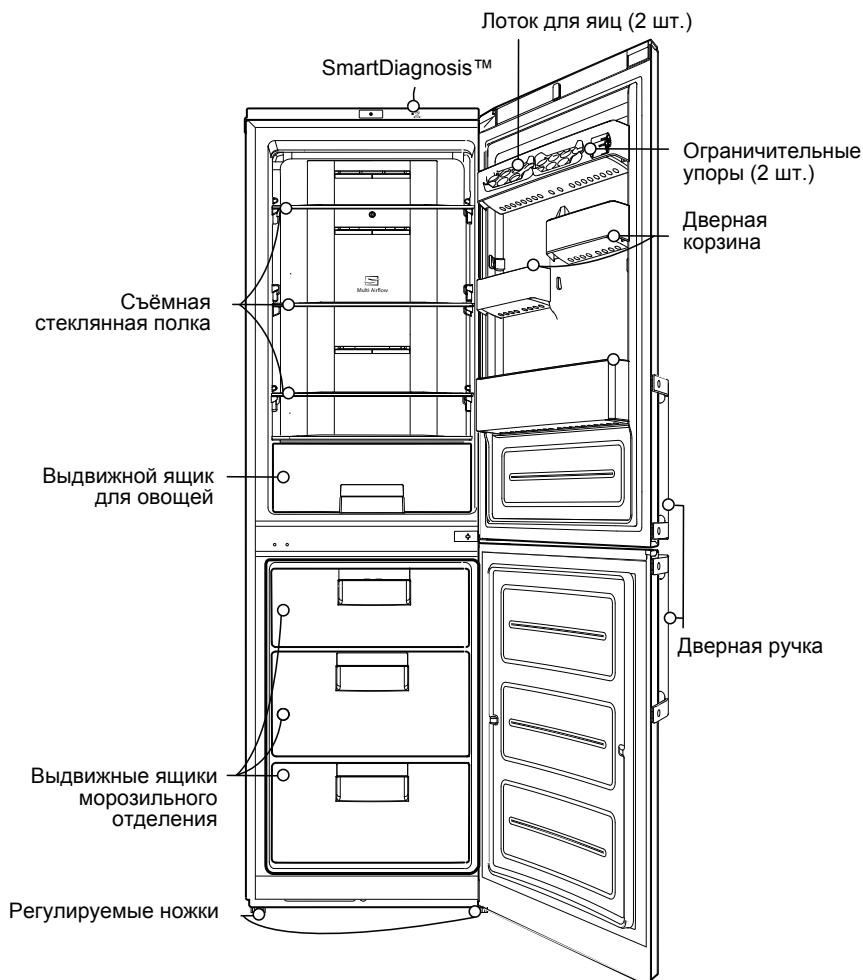 Лоток для яиц (2 шт.)
SmartDiagnosis™
Ограничительные
упоры (2 шт.)
Дверная
корзина
Multi Airflow
Съёмная
стеклянная полка
Выдвижной ящик
для овощей
Дверная ручка
Выдвижные ящики
морозильного
отделения
Регулируемые ножки